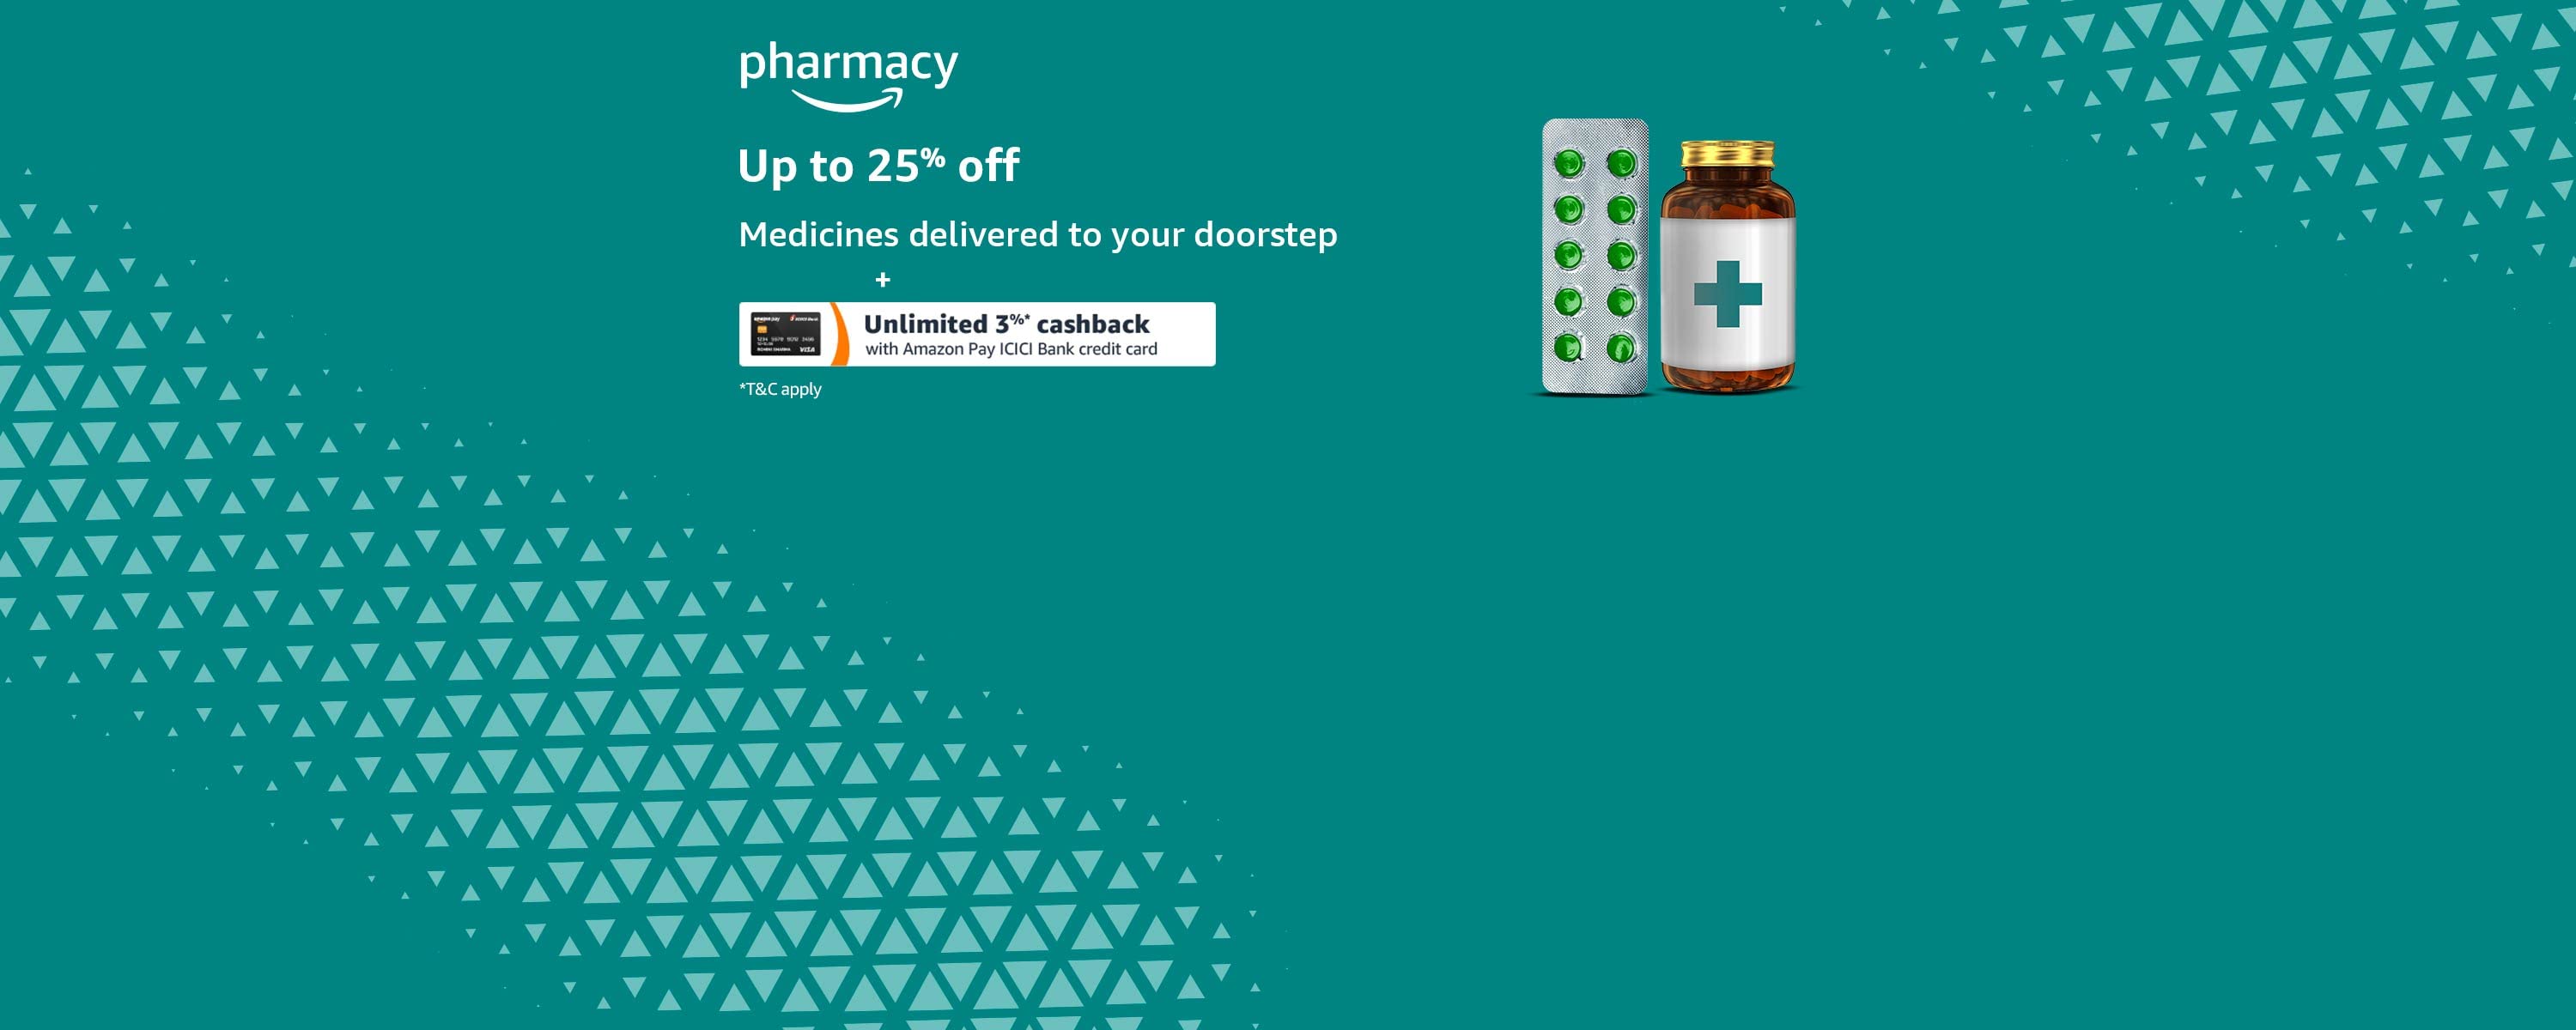 pharmacy
Up to 25% off
Medicines delivered to your doorstep
+
Unlimited 3%* cashback
with Amazon Pay ICICI Bank credit card
VISA
*T&C apply